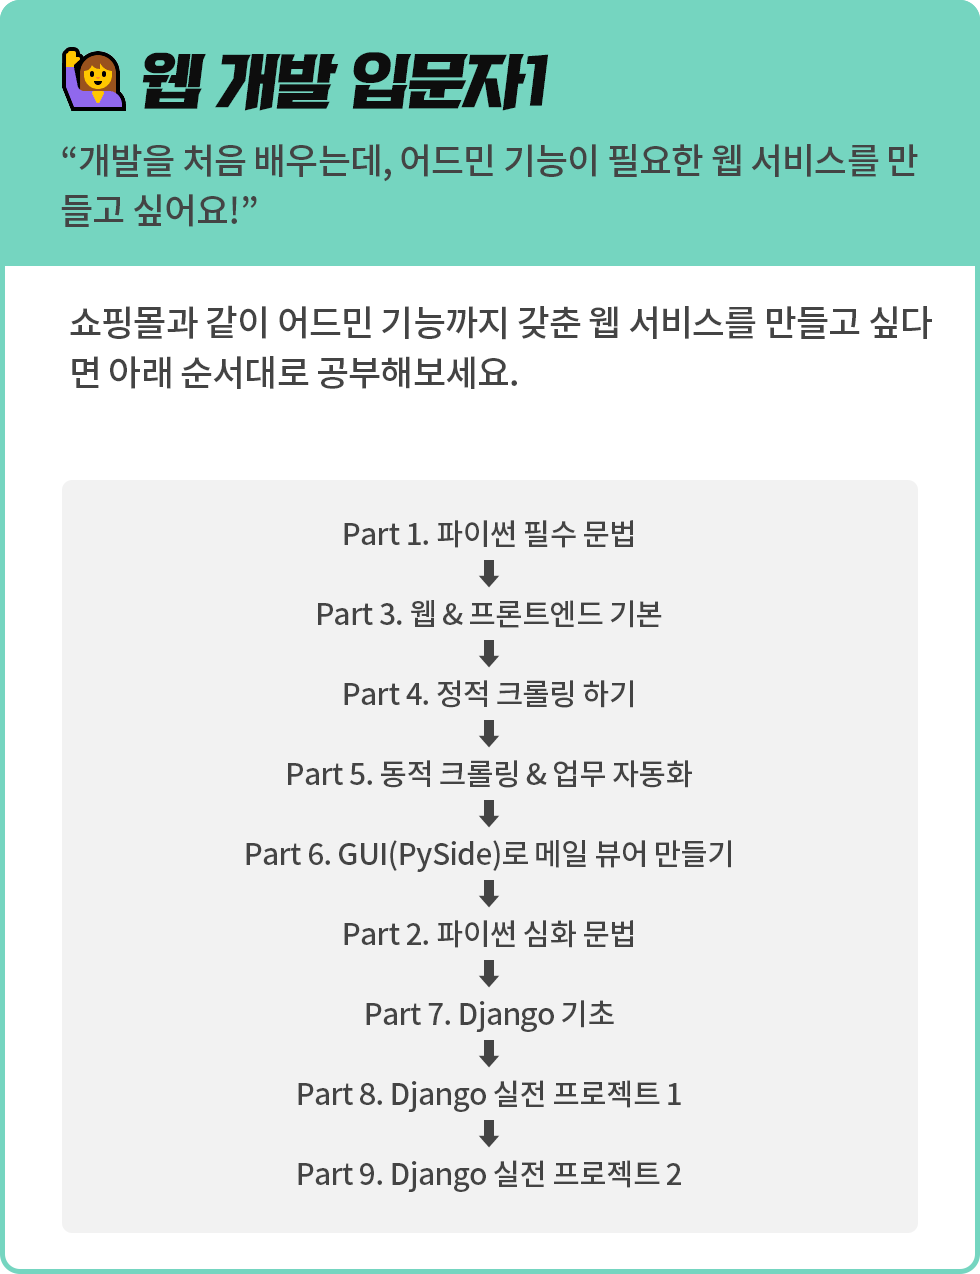 웹 개발 입문자1
“개발을 처음 배우는데, 어드민 기능이 필요한 웹 서비스를 만
들고 싶어요!”
쇼핑몰과 같이 어드민 기능까지 갖춘 웹 서비스를 만들고 싶다
면 아래 순서대로 공부해보세요.
Part 1. 파이썬 필수 문법
Part 3. 웹 & 프론트엔드 기본
Part 4. 정적 크롤링 하기
Part 5. 동적 크롤링 & 업무 자동화
Part 6. GUI(PySide)로 메일 뷰어 만들기
Part 2. 파이썬 심화 문법
Part 7. Django 기초
Part 8. Django 실전 프로젝트 1
Part 9. Django 실전 프로젝트 2